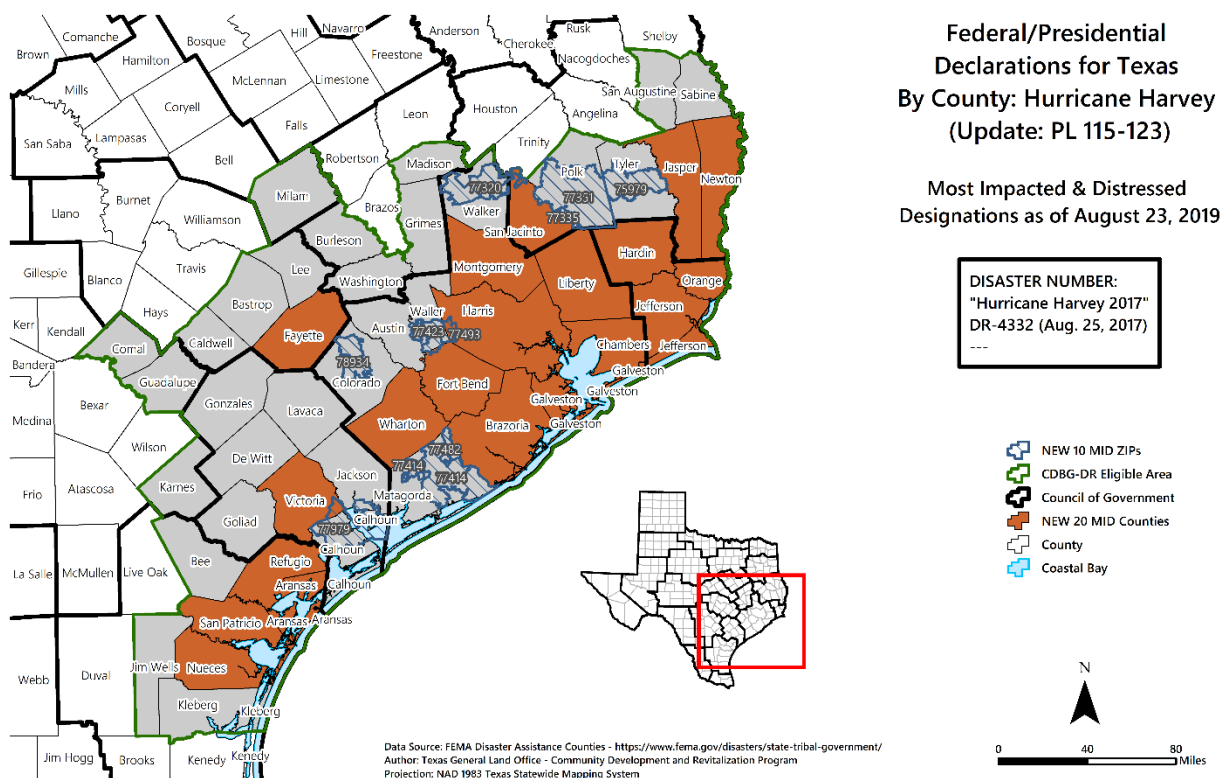 Federal/Presidential
Declarations for Texas
By County: Hurricane Harvey
(Update: PL 115-123)
Most Impacted & Distressed
Designations as of August 23, 2019
DISASTER NUMBER:
"Hurricane Harvey 2017"
DR-4332 (Aug. 25, 2017)
---
NEW 10 MID ZIPs
CDBG-DR Eligible Area
Council of Government
NEW 20 MID Counties
County
Coastal Bay
N
0 40 80
Miles
Comanche
Brown
Hamilton
Bosque
Hill
Navarro
Freestone
Anderson
Cherokee
Rusk
Nacogdoches
Shelby
Mills
McLennan
Limestone
San Augustine
Sabine
Coryell
Leon
Houston
Angelina
San Saba
Lampasas
Falls
Bell
Robertson
Madison
Trinity
Polk
Tyler
Jasper
Newton
Llano
Burnet
Milam
Williamson
Brazos
Grimes
77320
Walker
77351
75979
77335
San Jacinto
Burleson
Travis
Gillespie
Blanco
Lee
Washington
Montgomery
Hardin
Liberty
Orange
Hays
Bastrop
Kerr
Kendall
Fayette
Austin
Waller
Harris
77423
77493
Jefferson
Comal
Caldwell
Chambers
Jefferson
Bandera
Guadalupe
78934
Colorado
Galveston
Galveston
Galveston
Galveston
Fort Bend
Medina
Bexar
Gonzales
Lavaca
Wharton
Brazoria
Wilson
De Witt
77482
77414
77414
Frio
Atascosa
Karnes
Jackson
Matagorda
Victoria
Goliad
Calhoun
77979
Calhoun
La Salle
McMullen
Live Oak
Bee
Refugio
Calhoun
Aransas
Aransas
Aransas
San Patricio
Jim Wells
Nueces
Webb
Duval
Kleberg
Kleberg
Jim Hogg
Brooks
Kenedy
Kenedy
Data Source: FEMA Disaster Assistance Counties - https://www.fema.gov/disasters/state-tribal-government/
Author: Texas General Land Office - Community Development and Revitalization Program
Projection: NAD 1983 Texas Statewide Mapping System